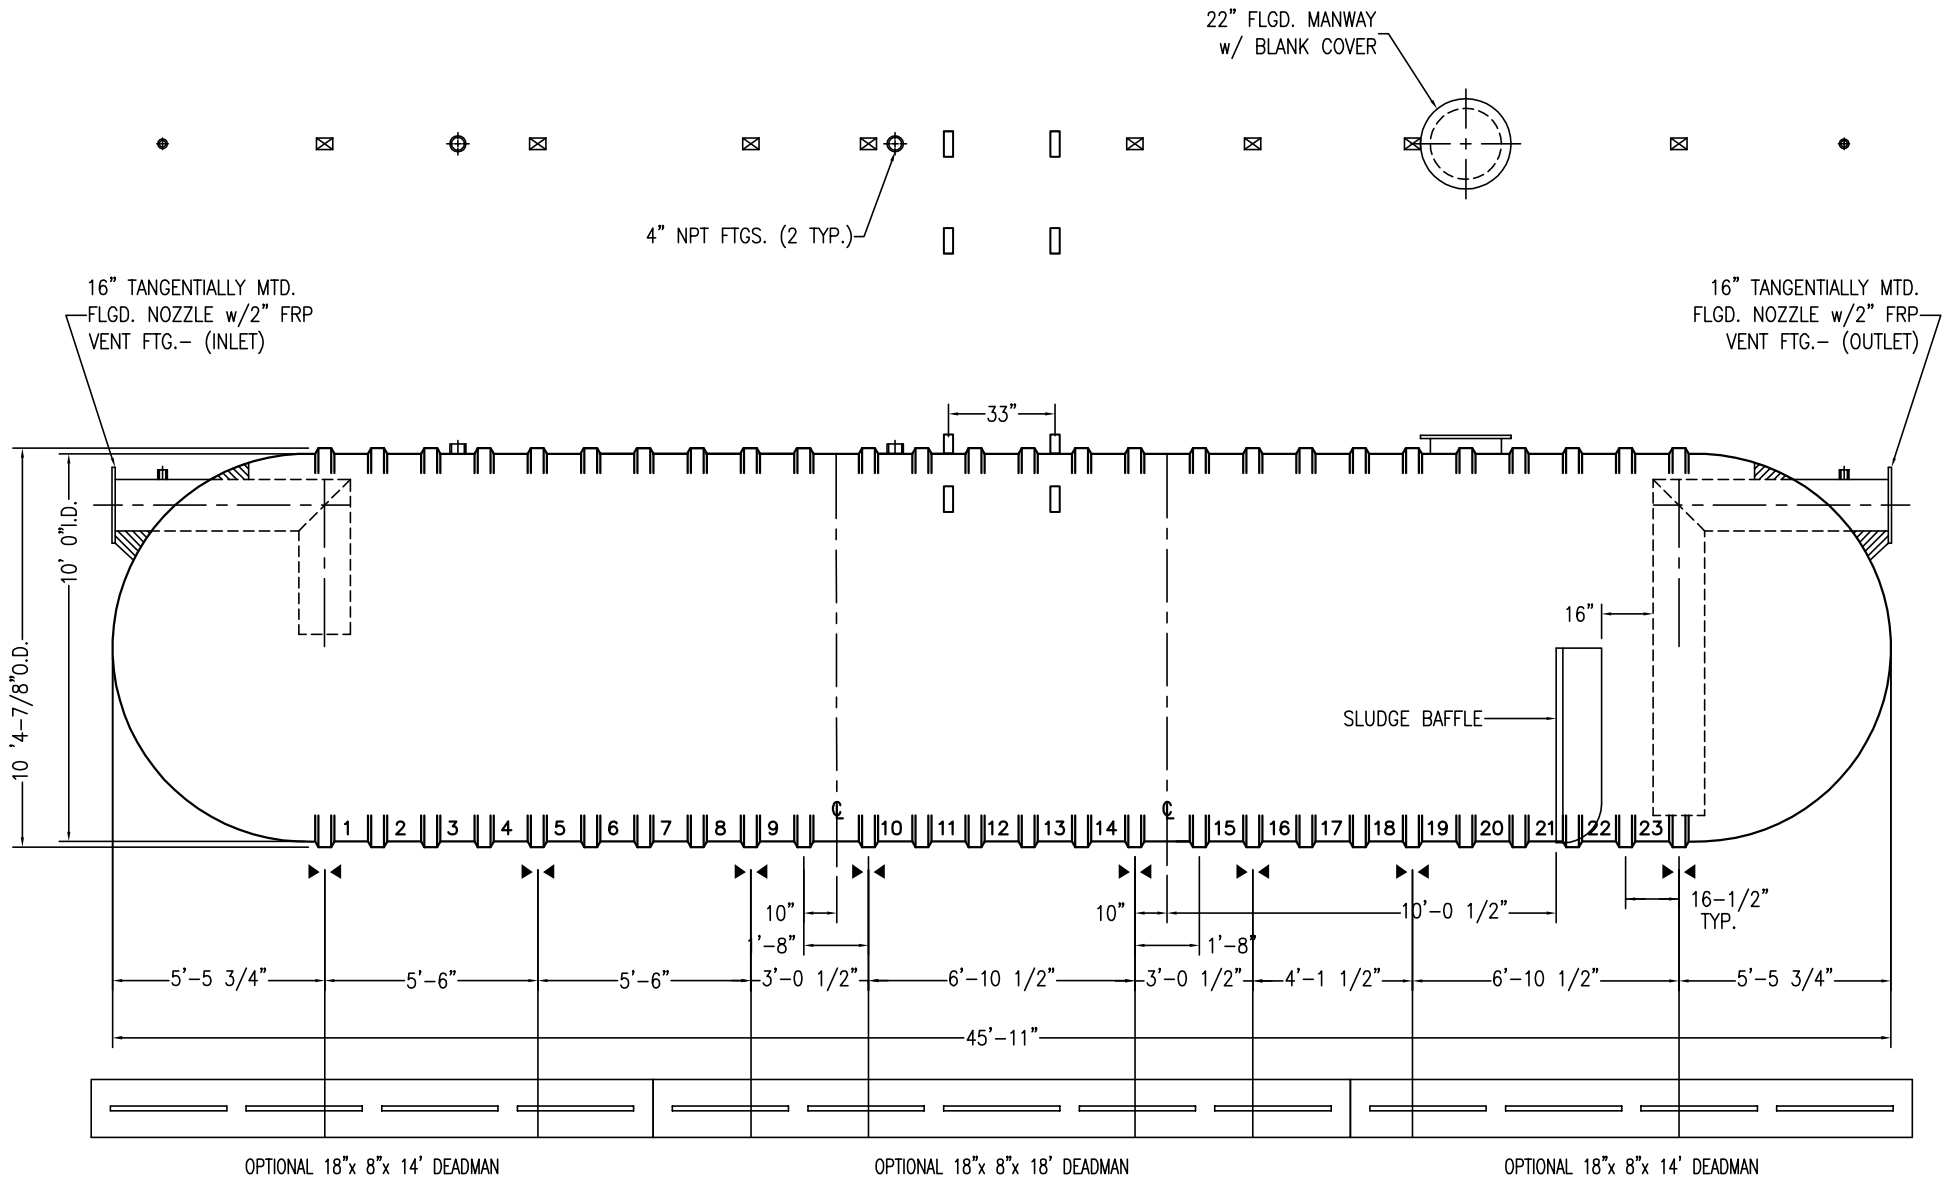 22" FLGD. MANWAY
w/ BLANK COVER
4" NPT FTGS. (2 TYP.)
16" TANGENTIALLY MTD.
FLGD. NOZZLE w/2" FRP
VENT FTG.- (INLET)
16" TANGENTIALLY MTD.
FLGD. NOZZLE w/2" FRP
VENT FTG.- (OUTLET)
33"
10' 0"I.D.
10 '4-7/8"O.D.
16"
SLUDGE BAFFLE
℄ ℄
1 2 3 4 5 6 7 8 9 10 11 12 13 14 15 16 17 18 19 20 21 22 23
10" 10" 10'-0 1/2" 16-1/2"
TYP.
1'-8" 1'-8"
5'-5 3/4" 5'-6" 5'-6" 3'-0 1/2" 6'-10 1/2" 3'-0 1/2" 4'-1 1/2" 6'-10 1/2" 5'-5 3/4"
45'-11"
OPTIONAL 18"x 8"x 14' DEADMAN OPTIONAL 18"x 8"x 18' DEADMAN OPTIONAL 18"x 8"x 14' DEADMAN